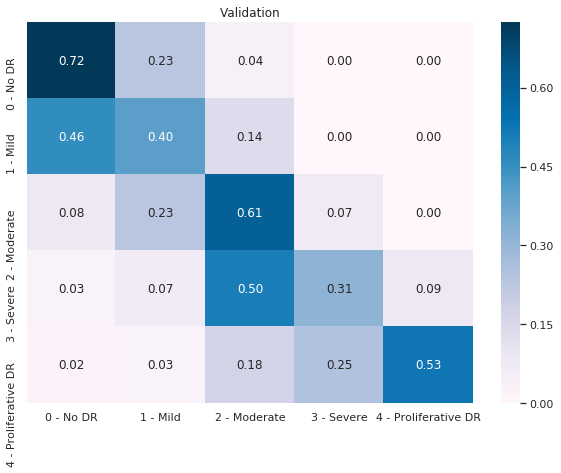 Validation
0 - No DR
0.72 0.23 0.04 0.00 0.00
1 - Mild
0.46 0.40 0.14 0.00 0.00
2 - Moderate
0.08 0.23 0.61 0.07 0.00
3 - Severe
0.03 0.07 0.50 0.31 0.09
4 - Proliferative DR
0.02 0.03 0.18 0.25 0.53
0 - No DR 1 - Mild 2 - Moderate 3 - Severe 4 - Proliferative DR
0.60
0.45
0.30
0.15
0.00